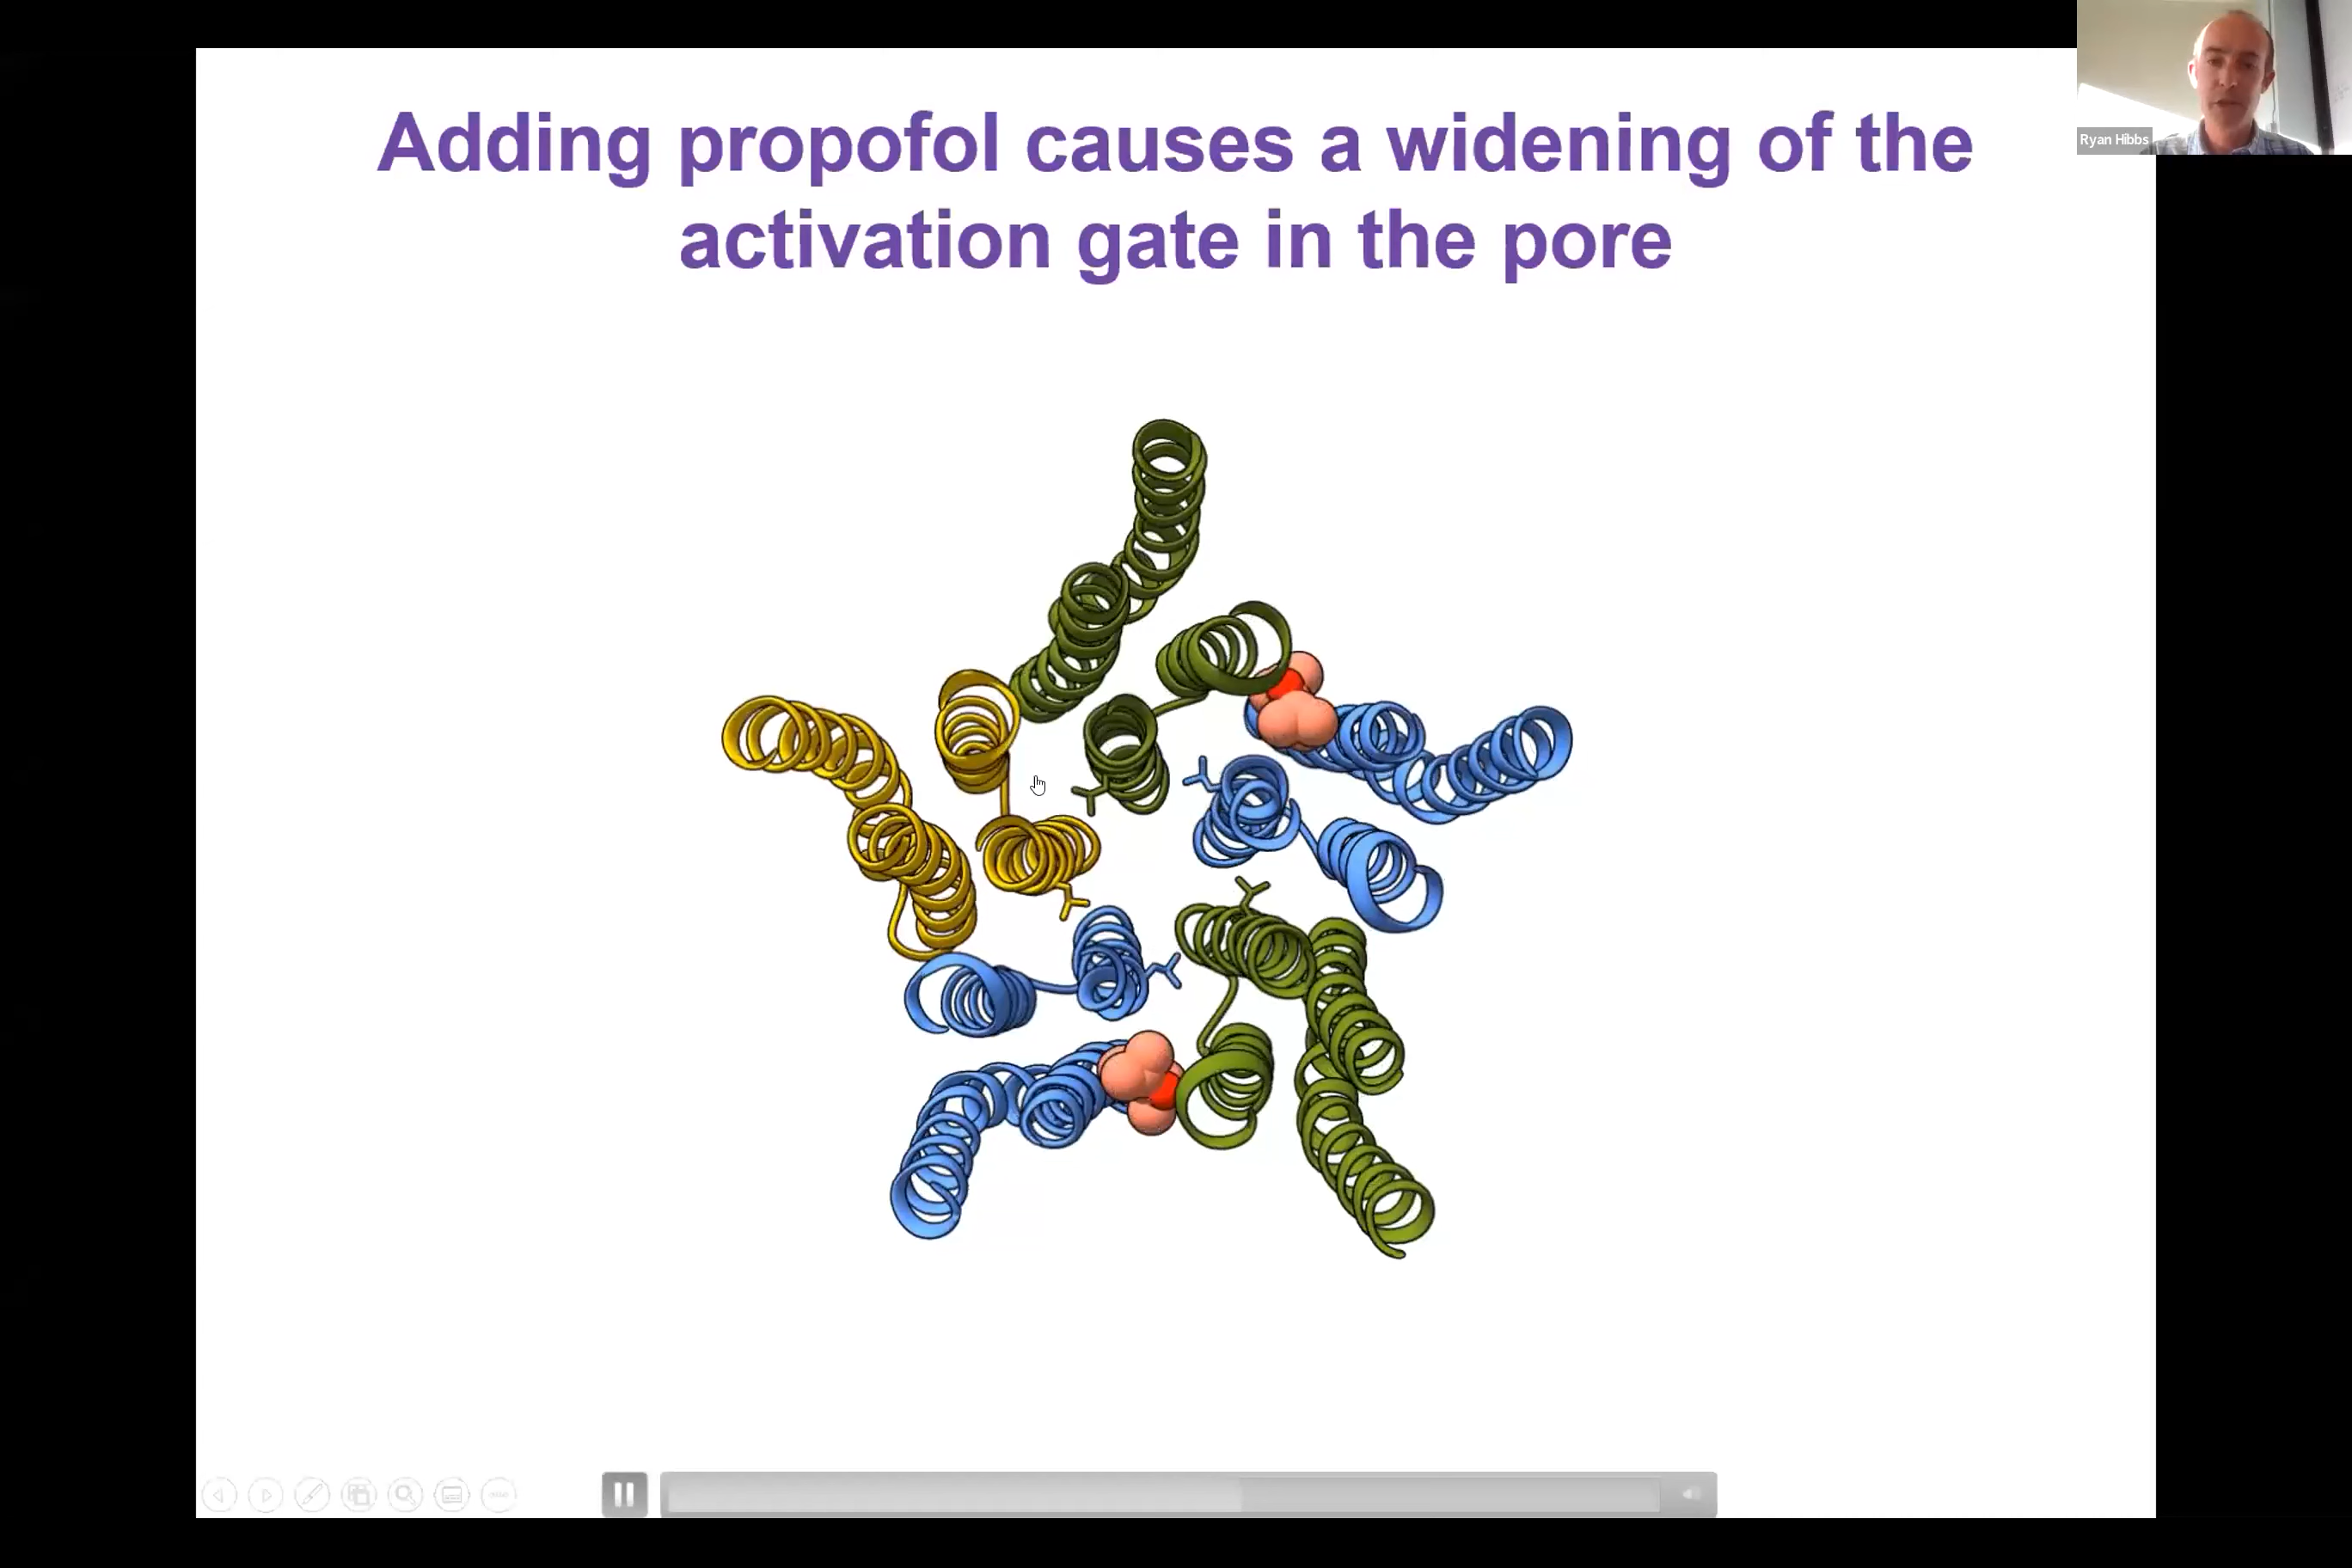 Adding propofol causes a widening of the
activation gate in the pore
Ryan Hibbs